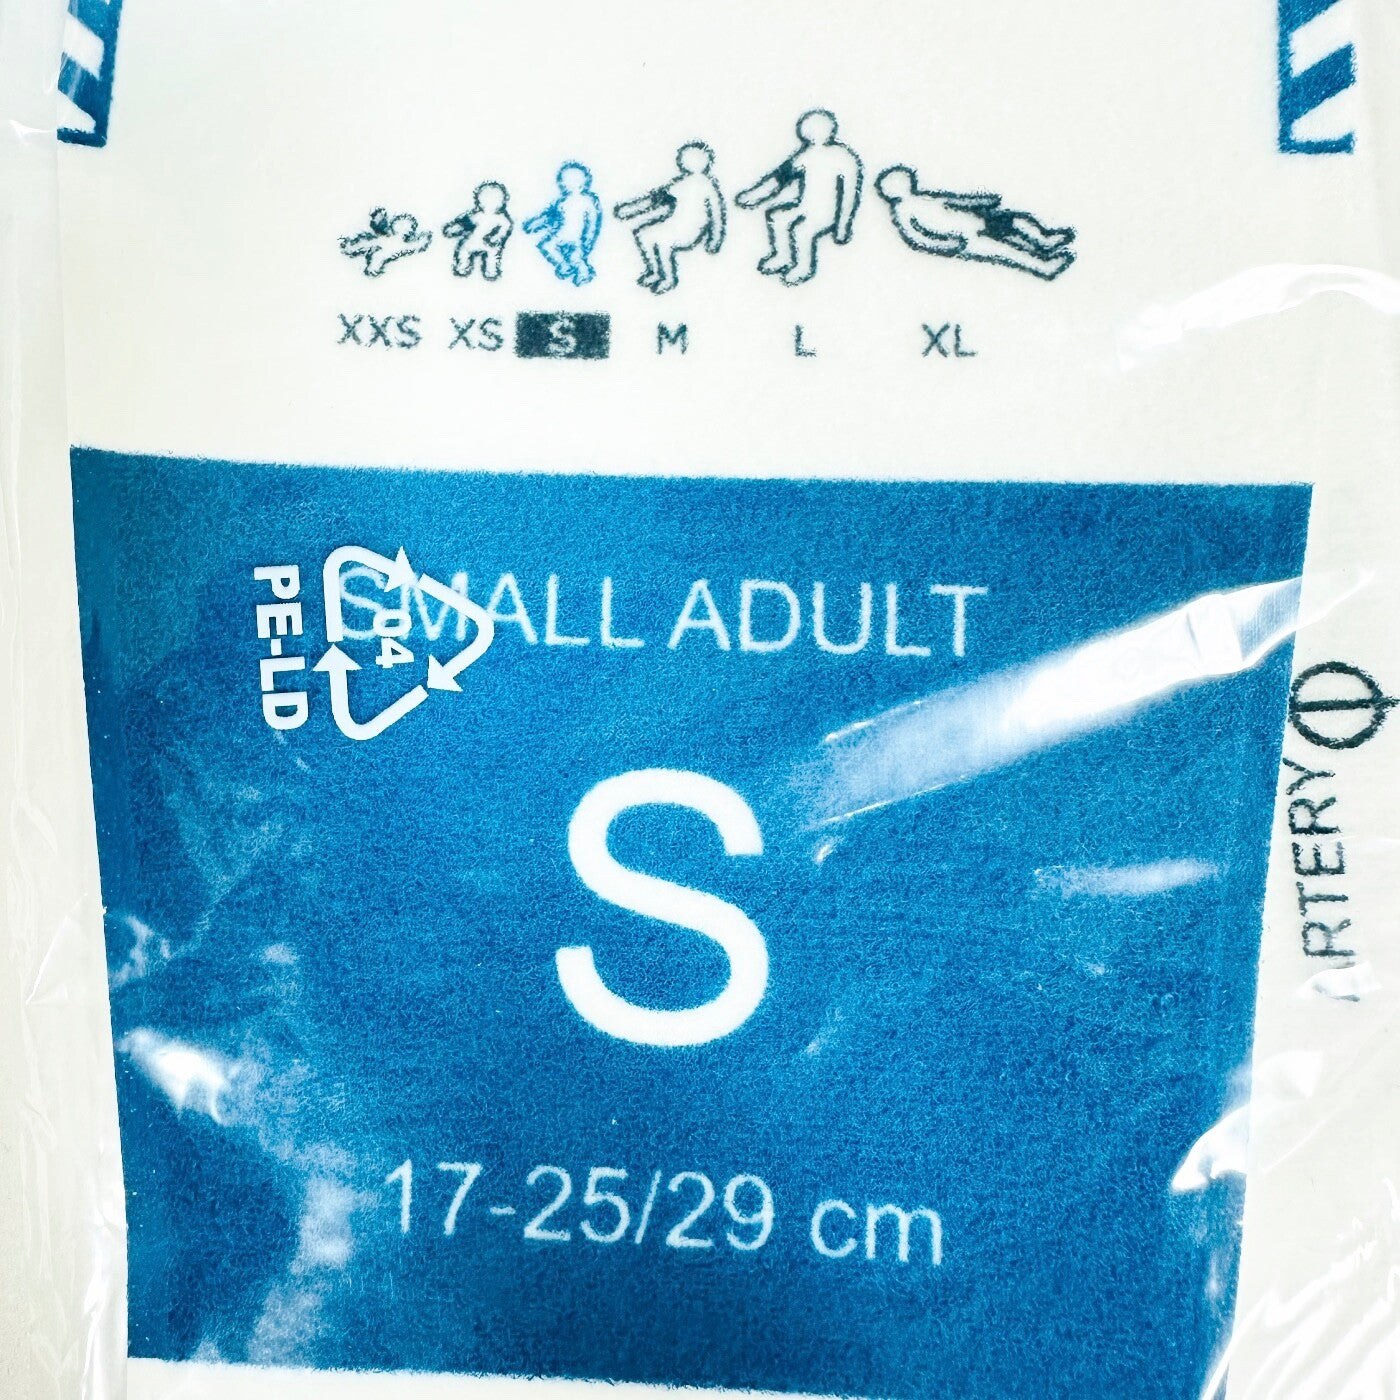 XXS XS S M L XL
SMALL ADULT
04
PE-LD
S
17-25/29 cm
ARTERY